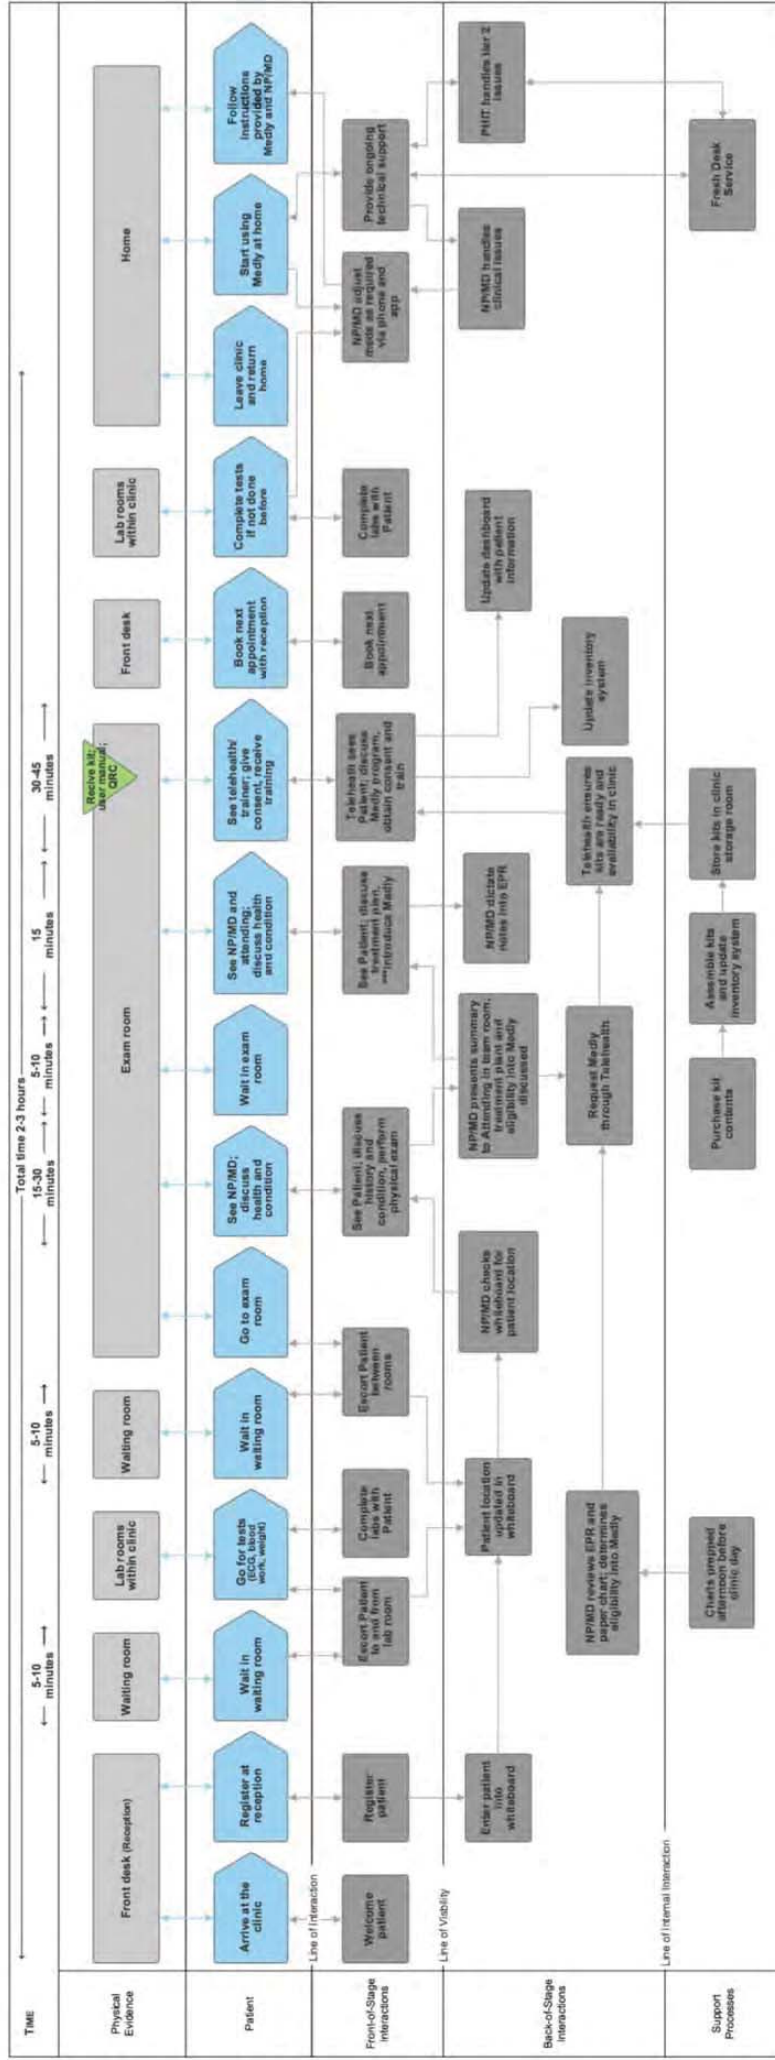 TIME
Total time 2-3 hours
5-10
minutes
5-10
minutes
15-30
minutes
5-10
minutes
15
minutes
30-45
minutes
Physical
Evidence
Front desk (Reception)
Waiting room
Lab rooms
within clinic
Waiting room
Exam room
Recive kit;
user manual;
QRC
Front desk
Lab rooms
within clinic
Home
Patient
Arrive at the
clinic
Register at
reception
Wait in
waiting room
Go for tests
(ECG, blood
work, weight)
Wait in
waiting room
Go to exam
room
See NP/MD;
discuss
health and
condition
Wait in exam
room
See NP/MD and
attending;
discuss health
and condition
See telehealth/
trainer; give
consent, receive
training
Book next
appointment
with reception
Complete tests
if not done
before
Leave clinic
and return
home
Start using
Medly at home
Follow
instructions
provided by
Medly and NP/MD
Line of Interaction
Front-of-Stage
Interactions
Welcome
patient
Register
patient
Escort Patient
to and from
lab room
Complete
labs with
Patient
Escort Patient
between
rooms
See Patient; discuss
history and
condition, perform
physical exam
See Patient; discuss
treatment plan,
***introduce Medly
Telehealth sees
Patient; discuss
Medly program,
obtain consent and
train
Book next
appointment
Complete
labs with
Patient
NP/MD adjust
meds as required
via phone and
app
Provide ongoing
technical support
Line of Visbility
Back-of-Stage
Interactions
Enter patient
into
whiteboard
Patient location
updated in
whiteboard
NP/MD checks
whiteboard for
patient location
NP/MD presents summary
to Attending in team room,
treatment plant and
eligibility into Medly
discussed
NP/MD dictate
notes into EPR
Update dashboard
with patient
information
NP/MD handles
clinical issues
PHIT handles tier 2
issues
NP/MD reviews EPR and
paper chart; determines
eligibility into Medly
Request Medly
through Telehealth
Telehealth ensures
kits are ready and
availability in clinic
Update inventory
system
Line of Internal Interaction
Support
Processes
Charts prepped
afternoon before
clinic day
Purchase kit
contents
Assemble kits
and update
inventory system
Store kits in clinic
storage room
Fresh Desk
Service